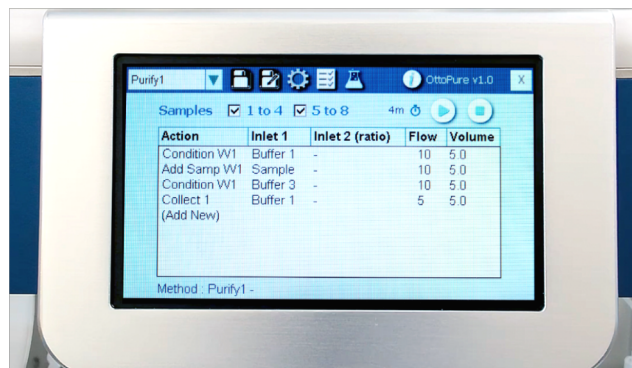 Purify1 OttoPure v1.0 X
Samples 1 to 4 5 to 8 4m
Action Inlet 1 Inlet 2 (ratio) Flow Volume
Condition W1 Buffer 1 - 10 5.0
Add Samp W1 Sample - 10 5.0
Condition W1 Buffer 3 - 10 5.0
Collect 1 Buffer 1 - 5 5.0
(Add New)
Method : Purify1 -